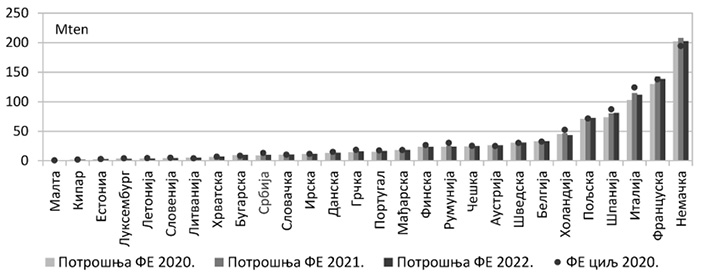 250
Mten
200
150
100
50
0
Малта
Кипар
Естониа
Луксембург
Летонија
Словенија
Литванија
Хрватска
Бугарска
Србија
Словачка
Ирска
Данска
Грчка
Португал
Мађарска
Финска
Румунија
Чешка
Аустрија
Шведска
Белгија
Холандија
Пољска
Шпанија
Италија
Француска
Немачка
Потрошња ФЕ 2020. Потрошња ФЕ 2021. Потрошња ФЕ 2022. ФЕ циљ 2020.